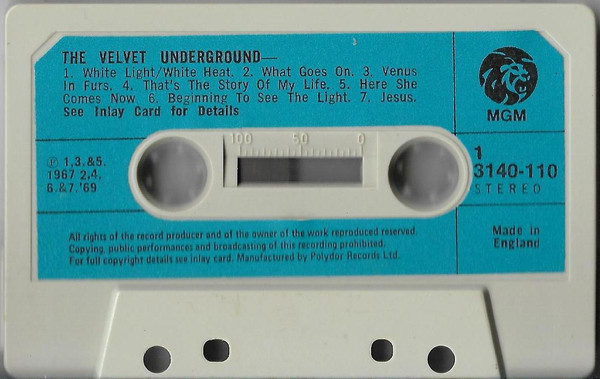 THE VELVET UNDERGROUND—
1. White Light/White Heat. 2. What Goes On. 3. Venus
In Furs, 4. That's The Story Of My Life. 5. Here She
Comes Now 6. Beginning To See The Light. 7. Jesus.
See Inlay Card for Details
MGM
100 50 0
Ⓟ 1,3.&5.
1967 2,4,
6.&7.'69
1
3140-110
STEREO
All rights of the record producer and of the owner of the work reproduced reserved.
Copying, public performances and broadcasting of this recording prohibited.
For full copyright details see inlay card. Manufactured by Polydor Records Ltd.
Made in
England